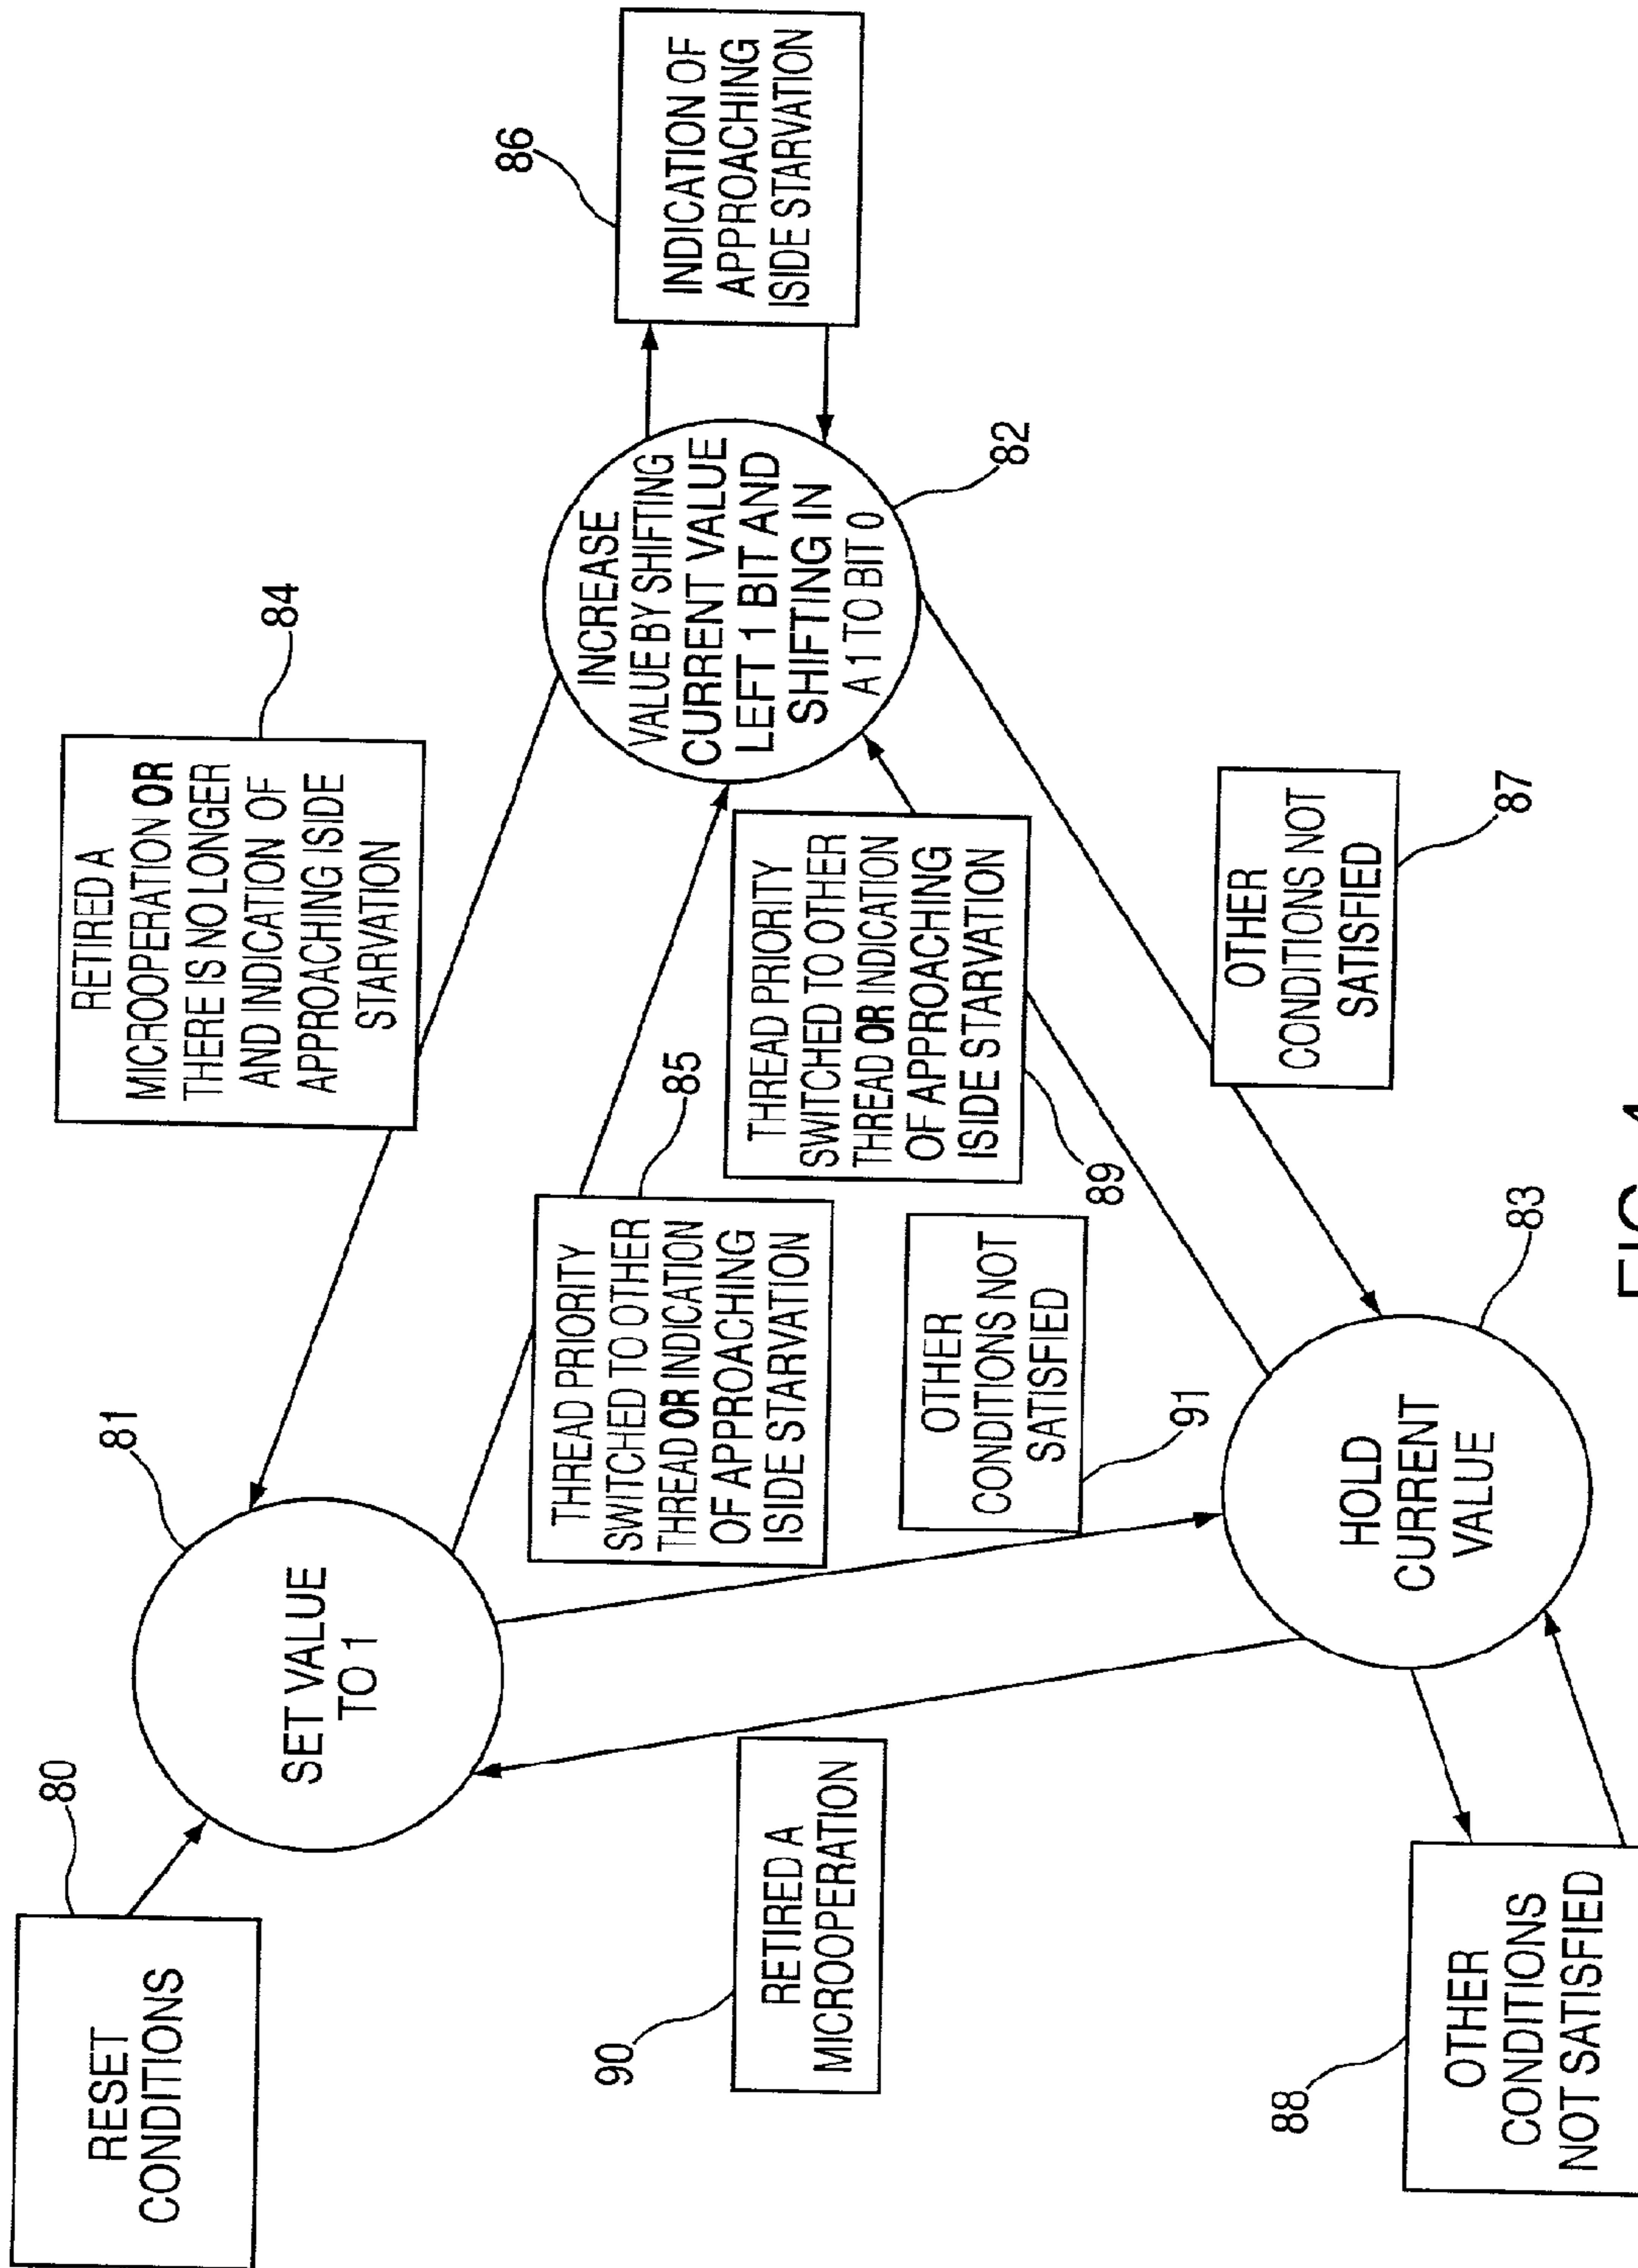 RESET
CONDITIONS
80
SET VALUE
TO 1
81
RETIRED A
MICROOPERATION OR
THERE IS NO LONGER
AND INDICATION OF
APPROACHING ISIDE
STARVATION
84
INCREASE
VALUE BY SHIFTING
CURRENT VALUE
LEFT 1 BIT AND
SHIFTING IN
A 1 TO BIT 0
82
INDICATION OF
APPROACHING
ISIDE STARVATION
86
THREAD PRIORITY
SWITCHED TO OTHER
THREAD OR INDICATION
OF APPROACHING
ISIDE STARVATION
85
THREAD PRIORITY
SWITCHED TO OTHER
THREAD OR INDICATION
OF APPROACHING
ISIDE STARVATION
89
RETIRED A
MICROOPERATION
90
OTHER
CONDITIONS NOT
SATISFIED
91
OTHER
CONDITIONS NOT
SATISFIED
87
OTHER
CONDITIONS
NOT SATISFIED
88
HOLD
CURRENT
VALUE
83
FIG.